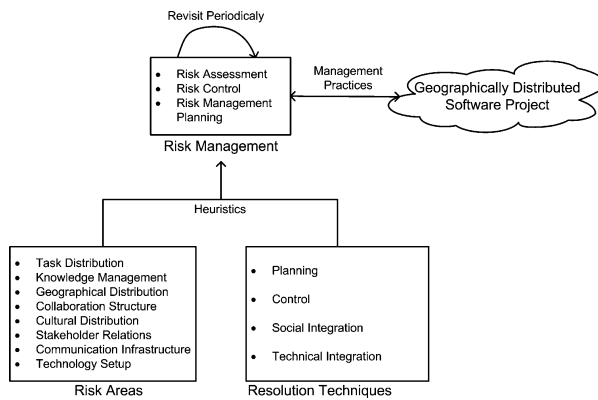 Revisit Periodicaly
• Risk Assessment
• Risk Control
• Risk Management
Planning
Risk Management
Management
Practices
Geographically Distributed
Software Project
Heuristics
• Task Distribution
• Knowledge Management
• Geographical Distribution
• Collaboration Structure
• Cultural Distribution
• Stakeholder Relations
• Communication Infrastructure
• Technology Setup
Risk Areas
• Planning
• Control
• Social Integration
• Technical Integration
Resolution Techniques